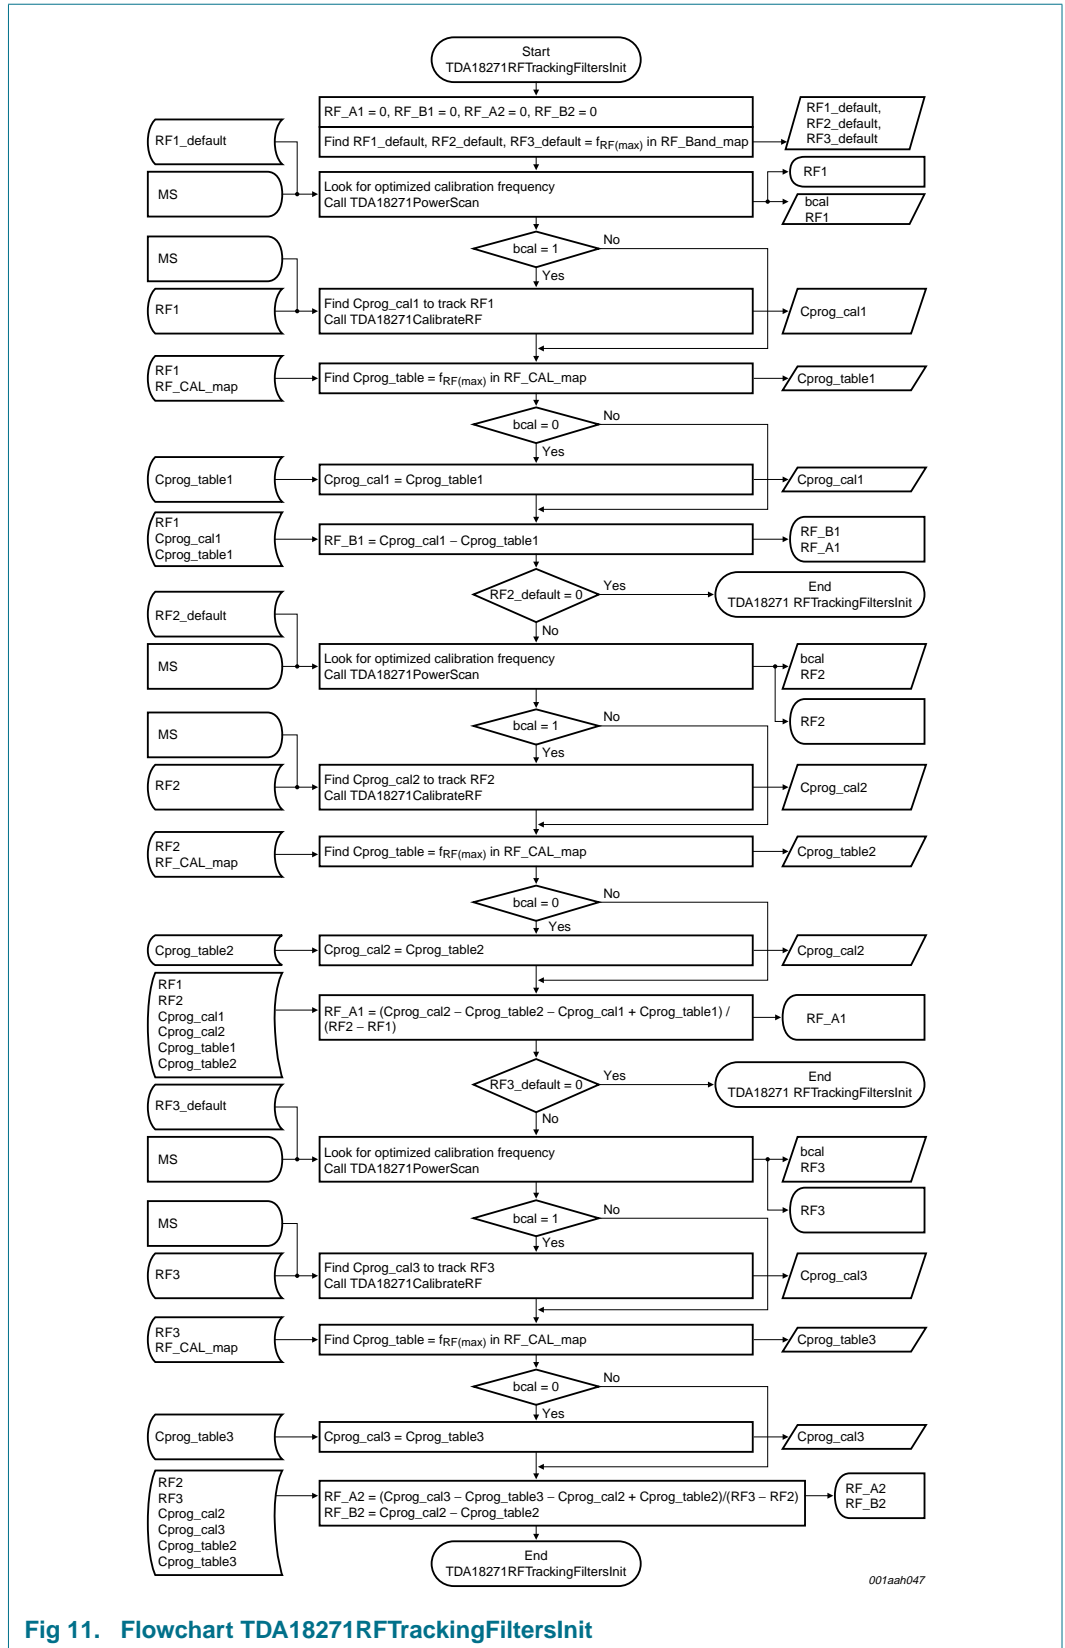 Start
TDA18271RFTrackingFiltersInit
RF_A1 = 0, RF_B1 = 0, RF_A2 = 0, RF_B2 = 0
RF1_default,
RF2_default,
RF3_default
RF1_default
Find RF1_default, RF2_default, RF3_default = fRF(max) in RF_Band_map
RF1
MS
Look for optimized calibration frequency
Call TDA18271PowerScan
bcal
RF1
bcal = 1
No
Yes
MS
RF1
Find Cprog_cal1 to track RF1
Call TDA18271CalibrateRF
Cprog_cal1
RF1
RF_CAL_map
Find Cprog_table = fRF(max) in RF_CAL_map
Cprog_table1
bcal = 0
No
Yes
Cprog_table1
Cprog_cal1 = Cprog_table1
Cprog_cal1
RF1
Cprog_cal1
Cprog_table1
RF_B1 = Cprog_cal1 − Cprog_table1
RF_B1
RF_A1
RF2_default = 0
Yes
No
End
TDA18271 RFTrackingFiltersInit
RF2_default
MS
Look for optimized calibration frequency
Call TDA18271PowerScan
bcal
RF2
RF2
bcal = 1
No
Yes
MS
RF2
Find Cprog_cal2 to track RF2
Call TDA18271CalibrateRF
Cprog_cal2
RF2
RF_CAL_map
Find Cprog_table = fRF(max) in RF_CAL_map
Cprog_table2
bcal = 0
No
Yes
Cprog_table2
Cprog_cal2 = Cprog_table2
Cprog_cal2
RF1
RF2
Cprog_cal1
Cprog_cal2
Cprog_table1
Cprog_table2
RF_A1 = (Cprog_cal2 − Cprog_table2 − Cprog_cal1 + Cprog_table1) /
(RF2 − RF1)
RF_A1
RF3_default = 0
Yes
No
End
TDA18271 RFTrackingFiltersInit
RF3_default
MS
Look for optimized calibration frequency
Call TDA18271PowerScan
bcal
RF3
RF3
bcal = 1
No
Yes
MS
RF3
Find Cprog_cal3 to track RF3
Call TDA18271CalibrateRF
Cprog_cal3
RF3
RF_CAL_map
Find Cprog_table = fRF(max) in RF_CAL_map
Cprog_table3
bcal = 0
No
Yes
Cprog_table3
Cprog_cal3 = Cprog_table3
Cprog_cal3
RF2
RF3
Cprog_cal2
Cprog_cal3
Cprog_table2
Cprog_table3
RF_A2 = (Cprog_cal3 − Cprog_table3 − Cprog_cal2 + Cprog_table2)/(RF3 − RF2)
RF_B2 = Cprog_cal2 − Cprog_table2
RF_A2
RF_B2
End
TDA18271RFTrackingFiltersInit
001aah047
Fig 11. Flowchart TDA18271RFTrackingFiltersInit